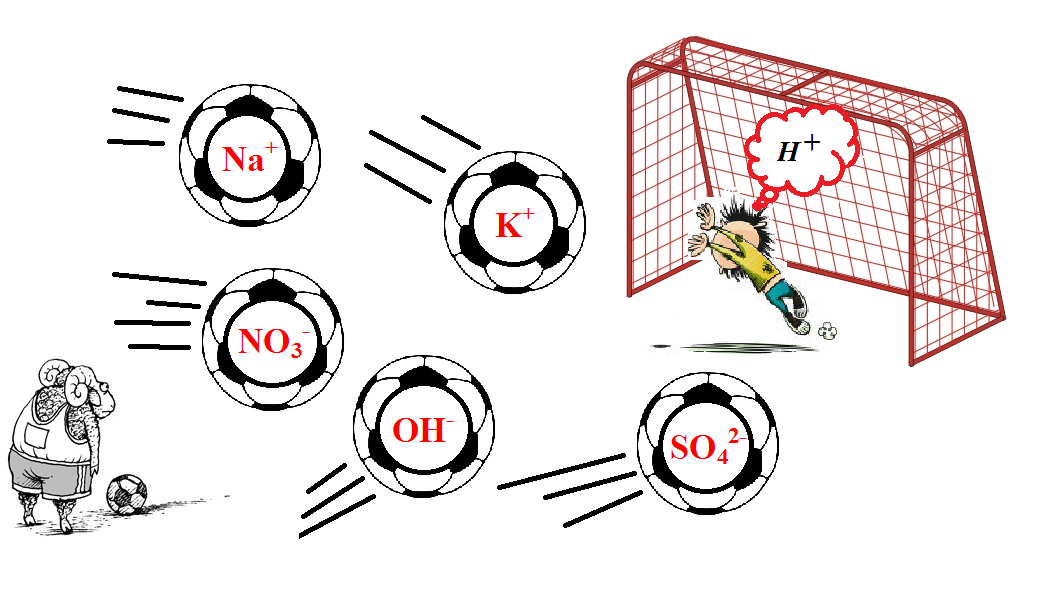 Na⁺
K⁺
H⁺
NO₃⁻
OH⁻
SO₄²⁻